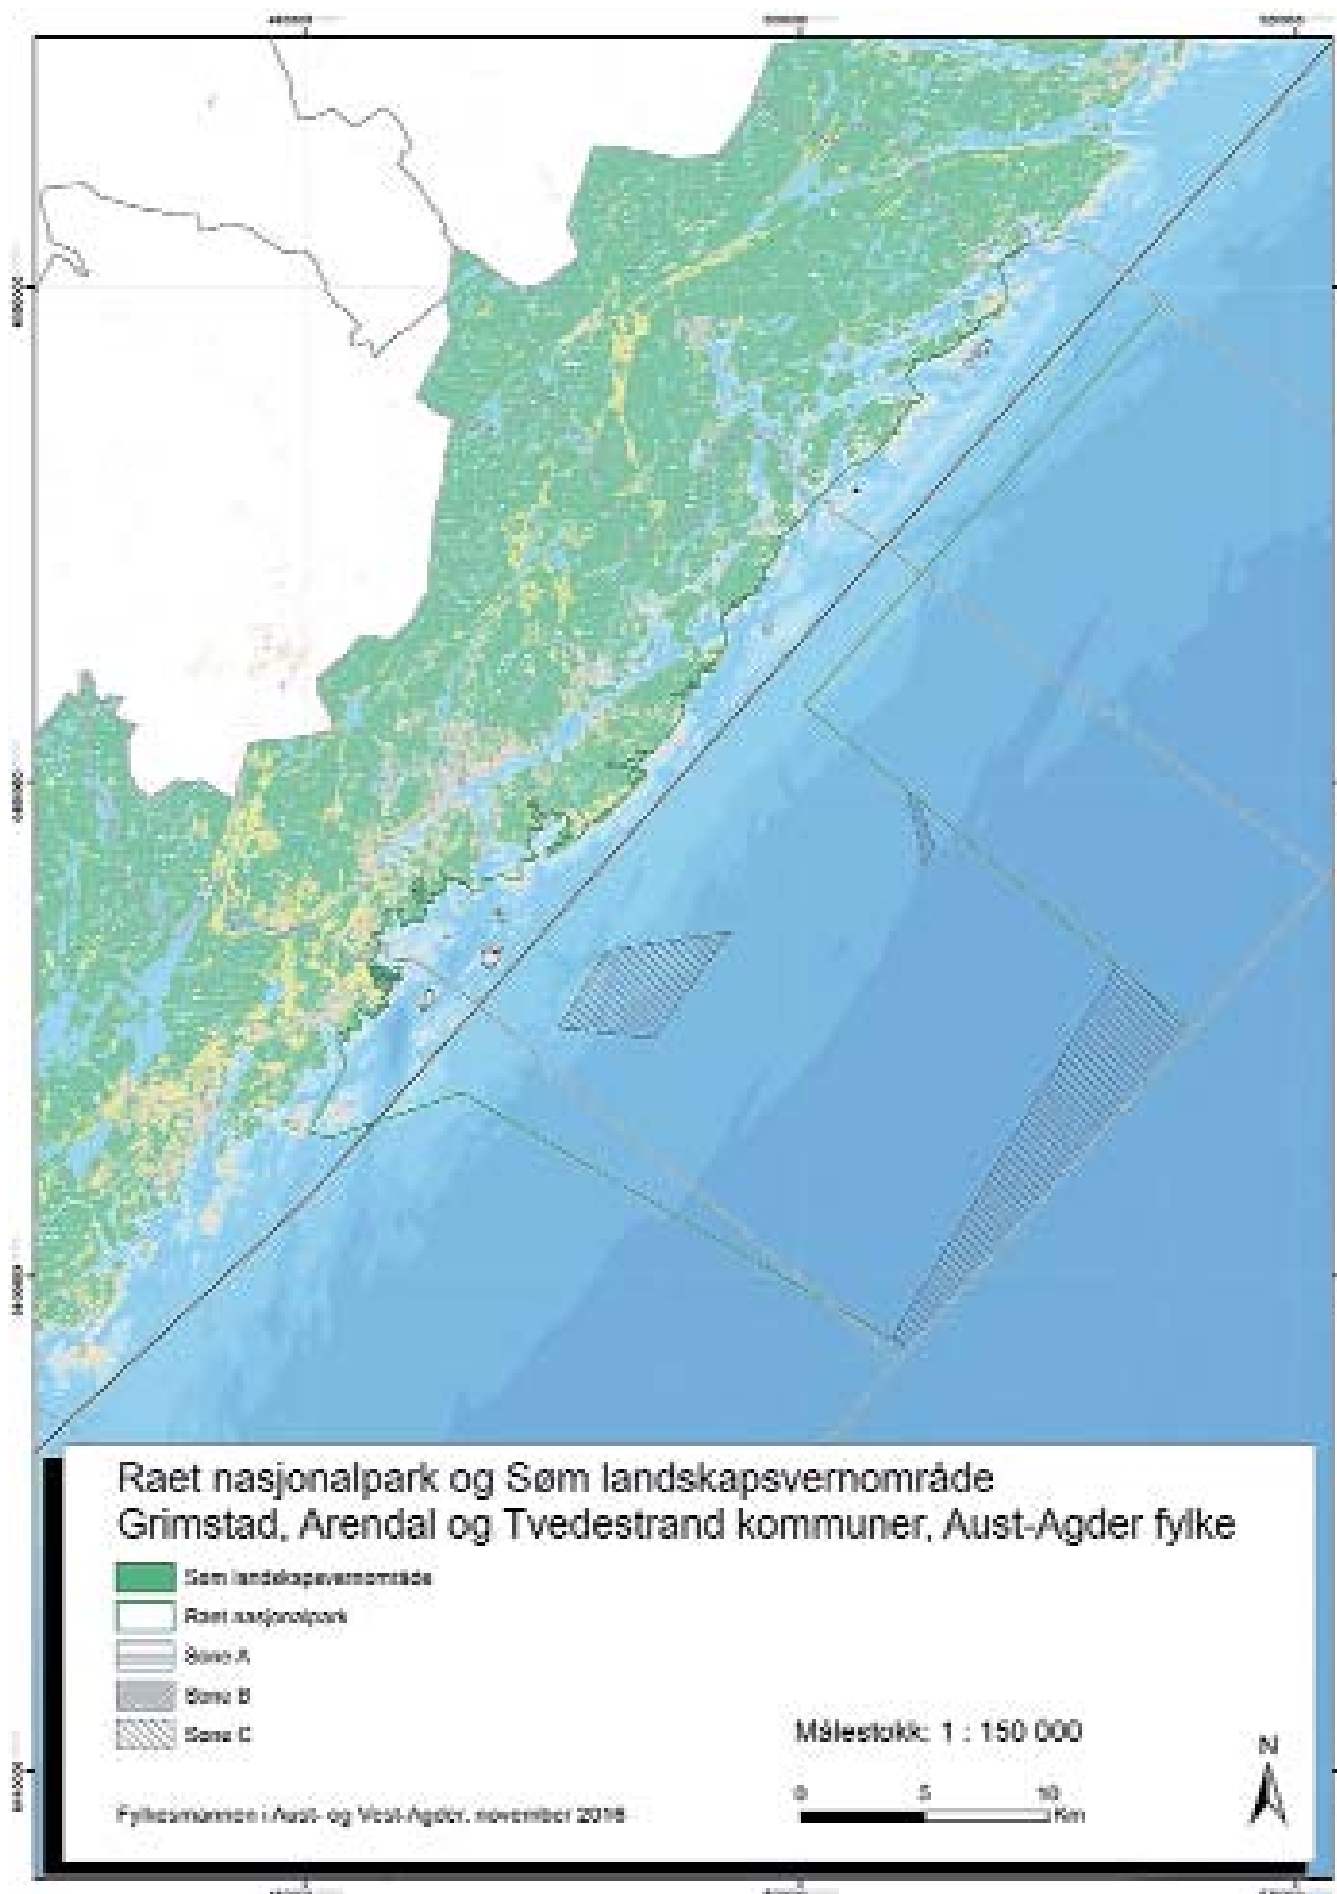 Raet nasjonalpark og Søm landskapsvernområde
Grimstad, Arendal og Tvedestrand kommuner, Aust-Agder fylke
Søm landskapsvernområde
Raet nasjonalpark
Sone A
Sone B
Sone C
Målestokk: 1 : 150 000
N
0 5 10
Km
Fylkesmannen i Aust- og Vest-Agder, november 2016